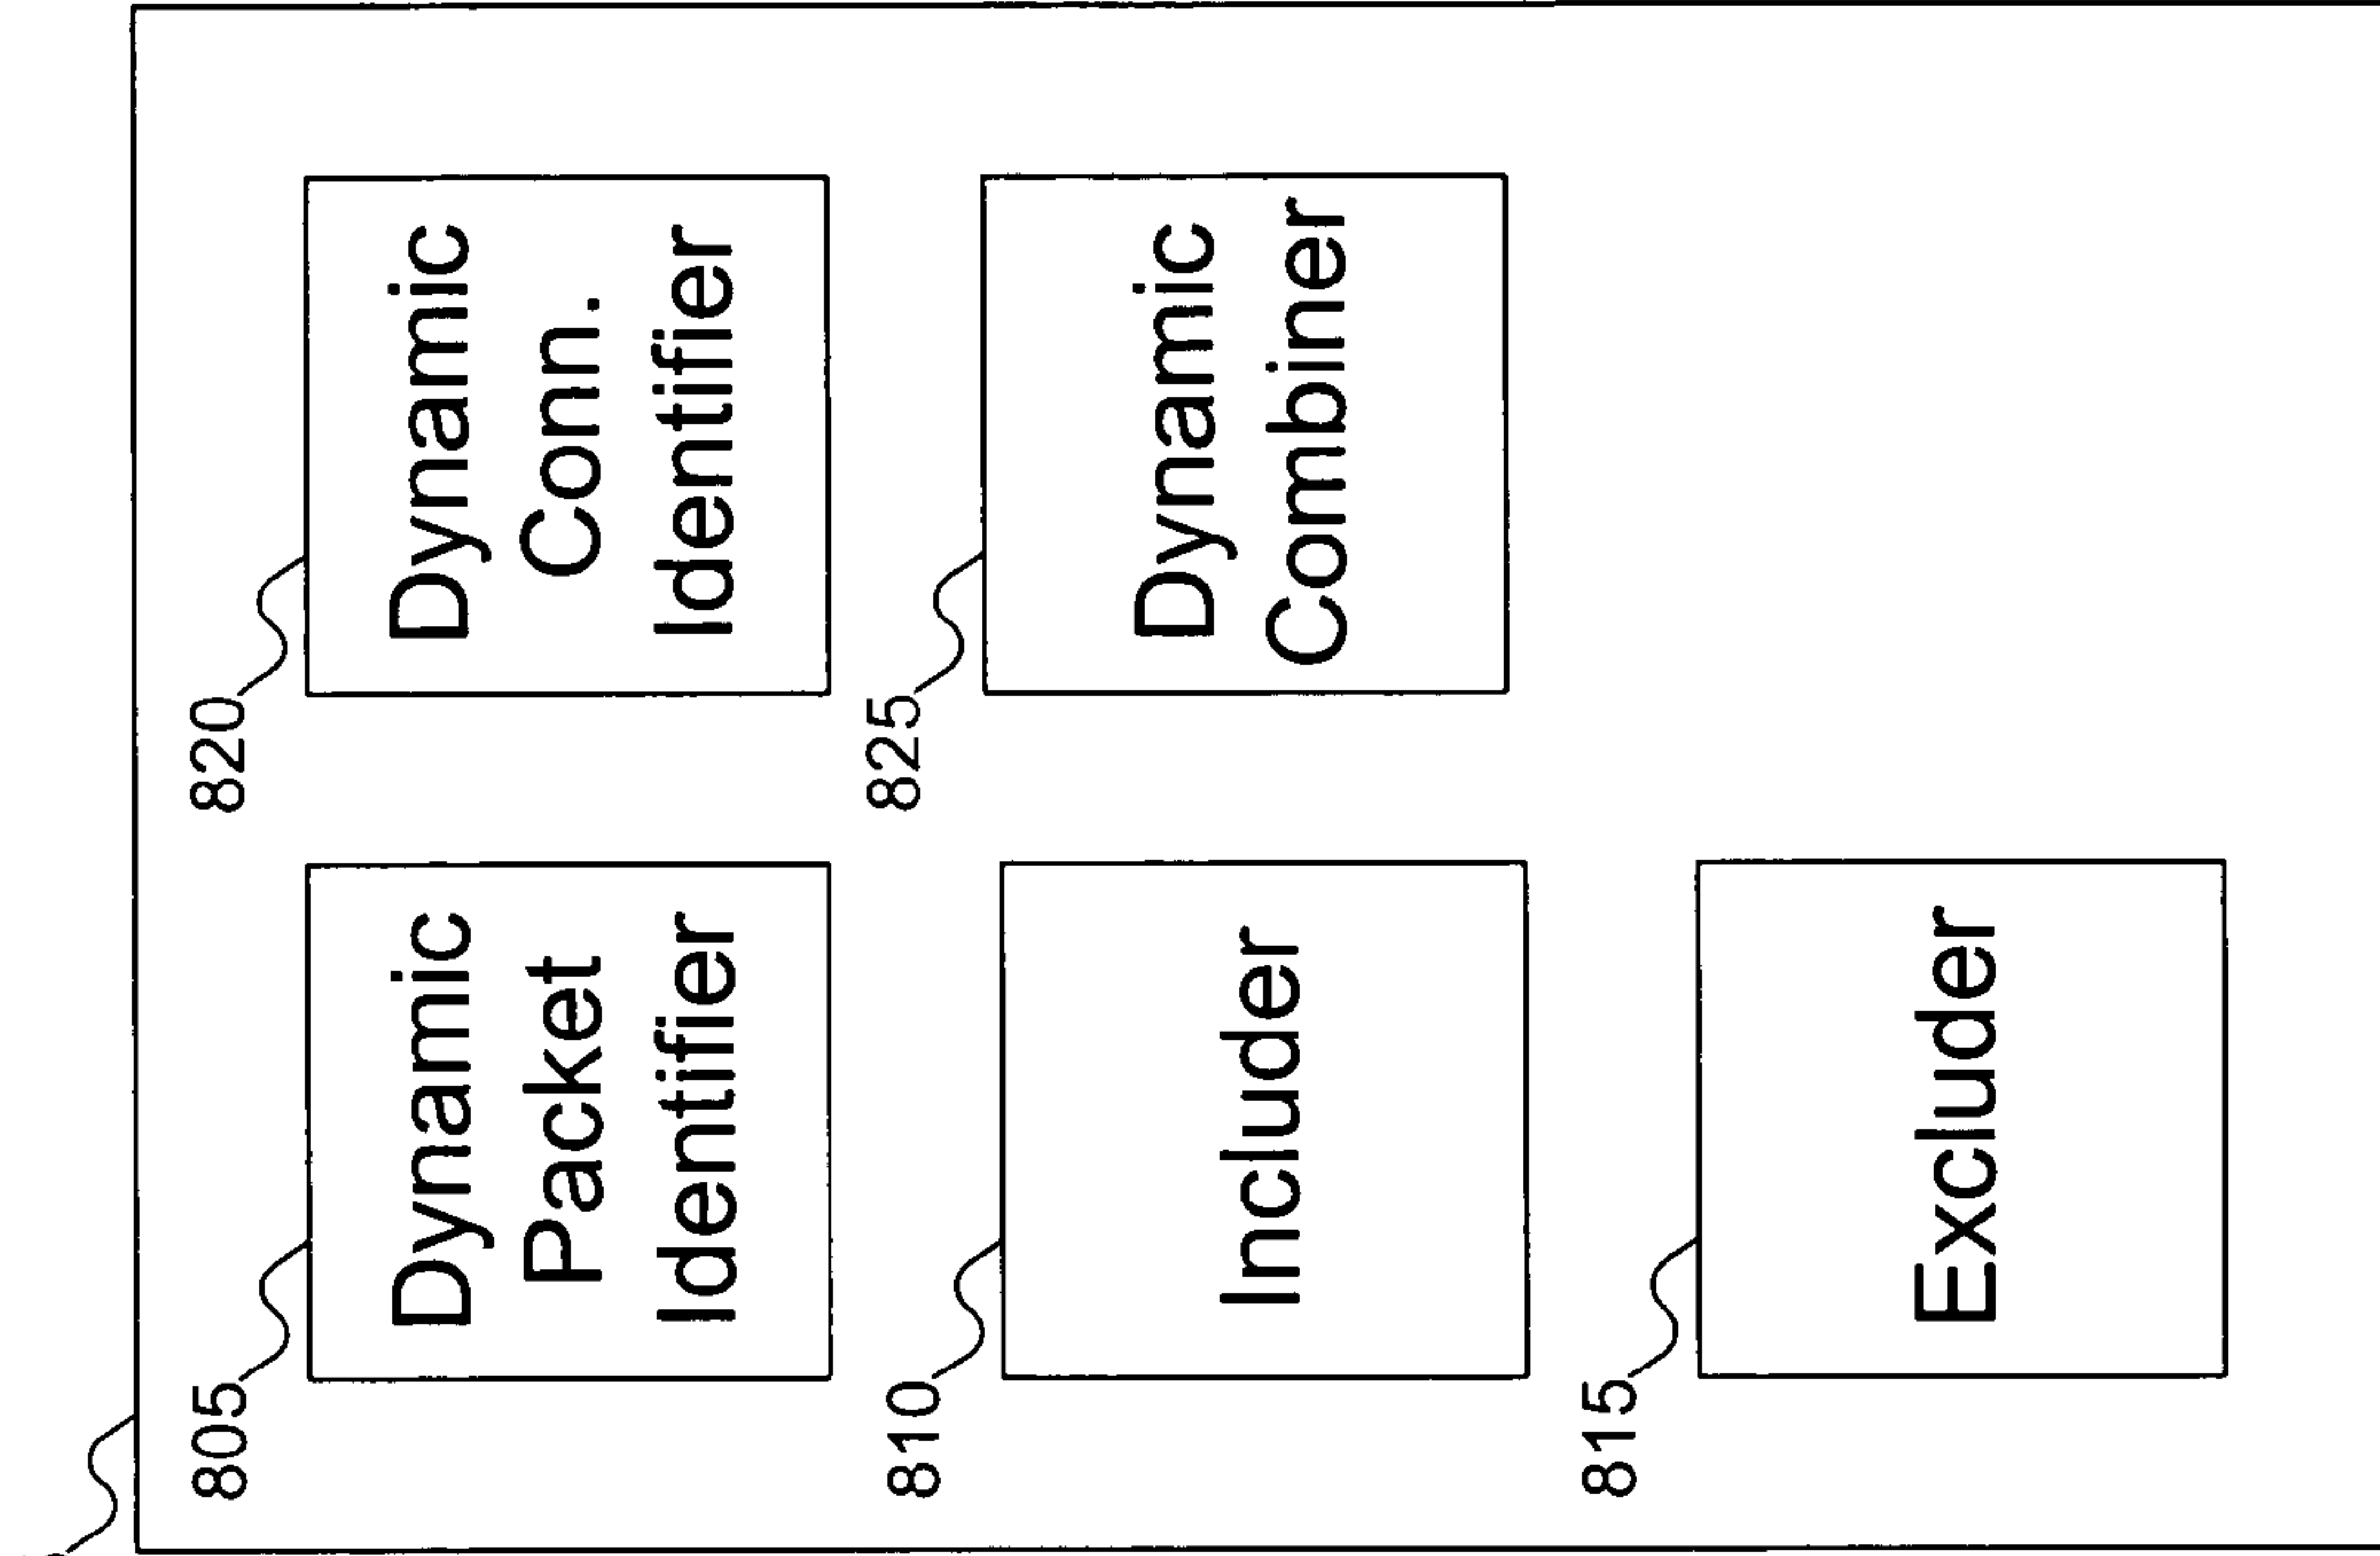 805
Dynamic
Packet
Identifier
820
Dynamic
Conn.
Identifier
810
Includer
825
Dynamic
Combiner
815
Excluder